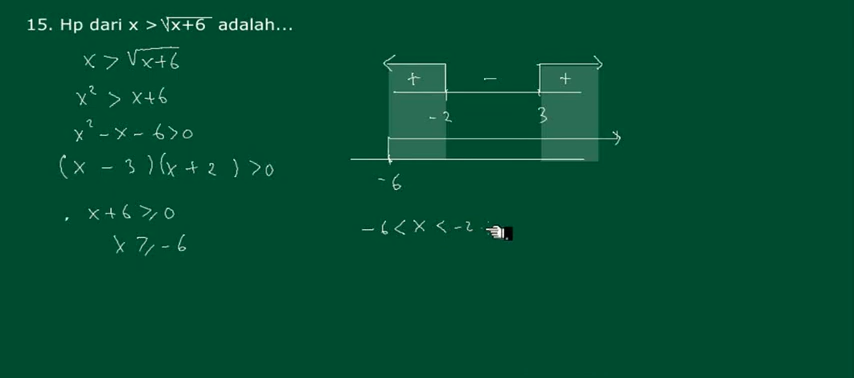 15. Hp dari x > √x+6 adalah...
x > √x+6
x² > x+6
x² - x - 6 > 0
(x - 3)(x + 2) > 0
. x+6 ≥ 0
x ≥ -6
+ - +
-2 3
-6
-6 < x < -2